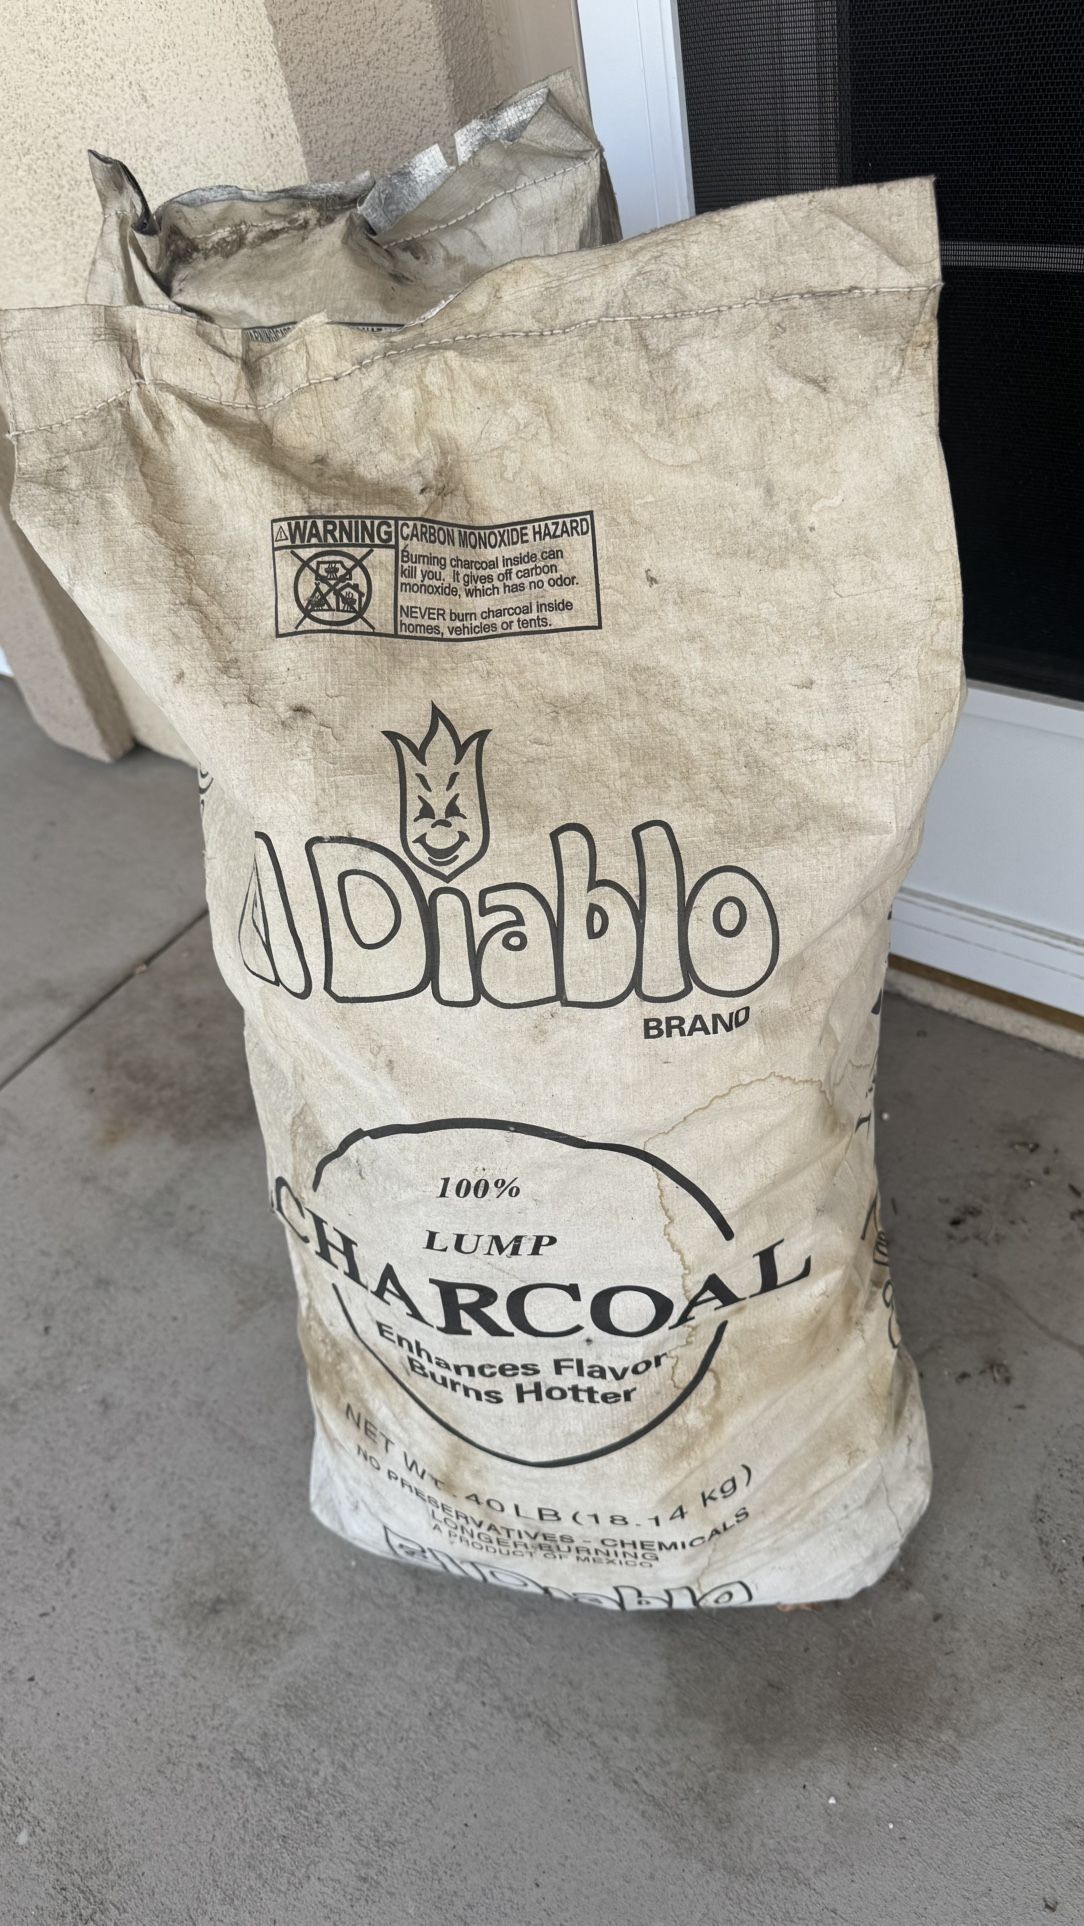 WARNING
CARBON MONOXIDE HAZARD
Burning charcoal inside can
kill you. It gives off carbon
monoxide, which has no odor.
NEVER burn charcoal inside
homes, vehicles or tents.
l Diablo
BRAND
100%
LUMP
CHARCOAL
Enhances Flavor
Burns Hotter
NET WT. 40 LB (18.14 kg)
NO PRESERVATIVES - CHEMICALS
LONGER BURNING
A PRODUCT OF MEXICO
El Diablo